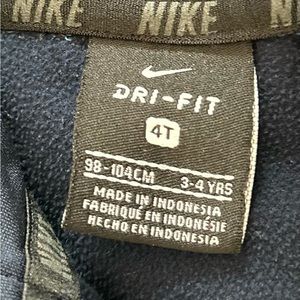 NIKE NIKE NIKE
DRI-FIT
4T
98-104CM 3-4 YRS
MADE IN INDONESIA
FABRIQUÉ EN INDONÉSIE
HECHO EN INDONESIA